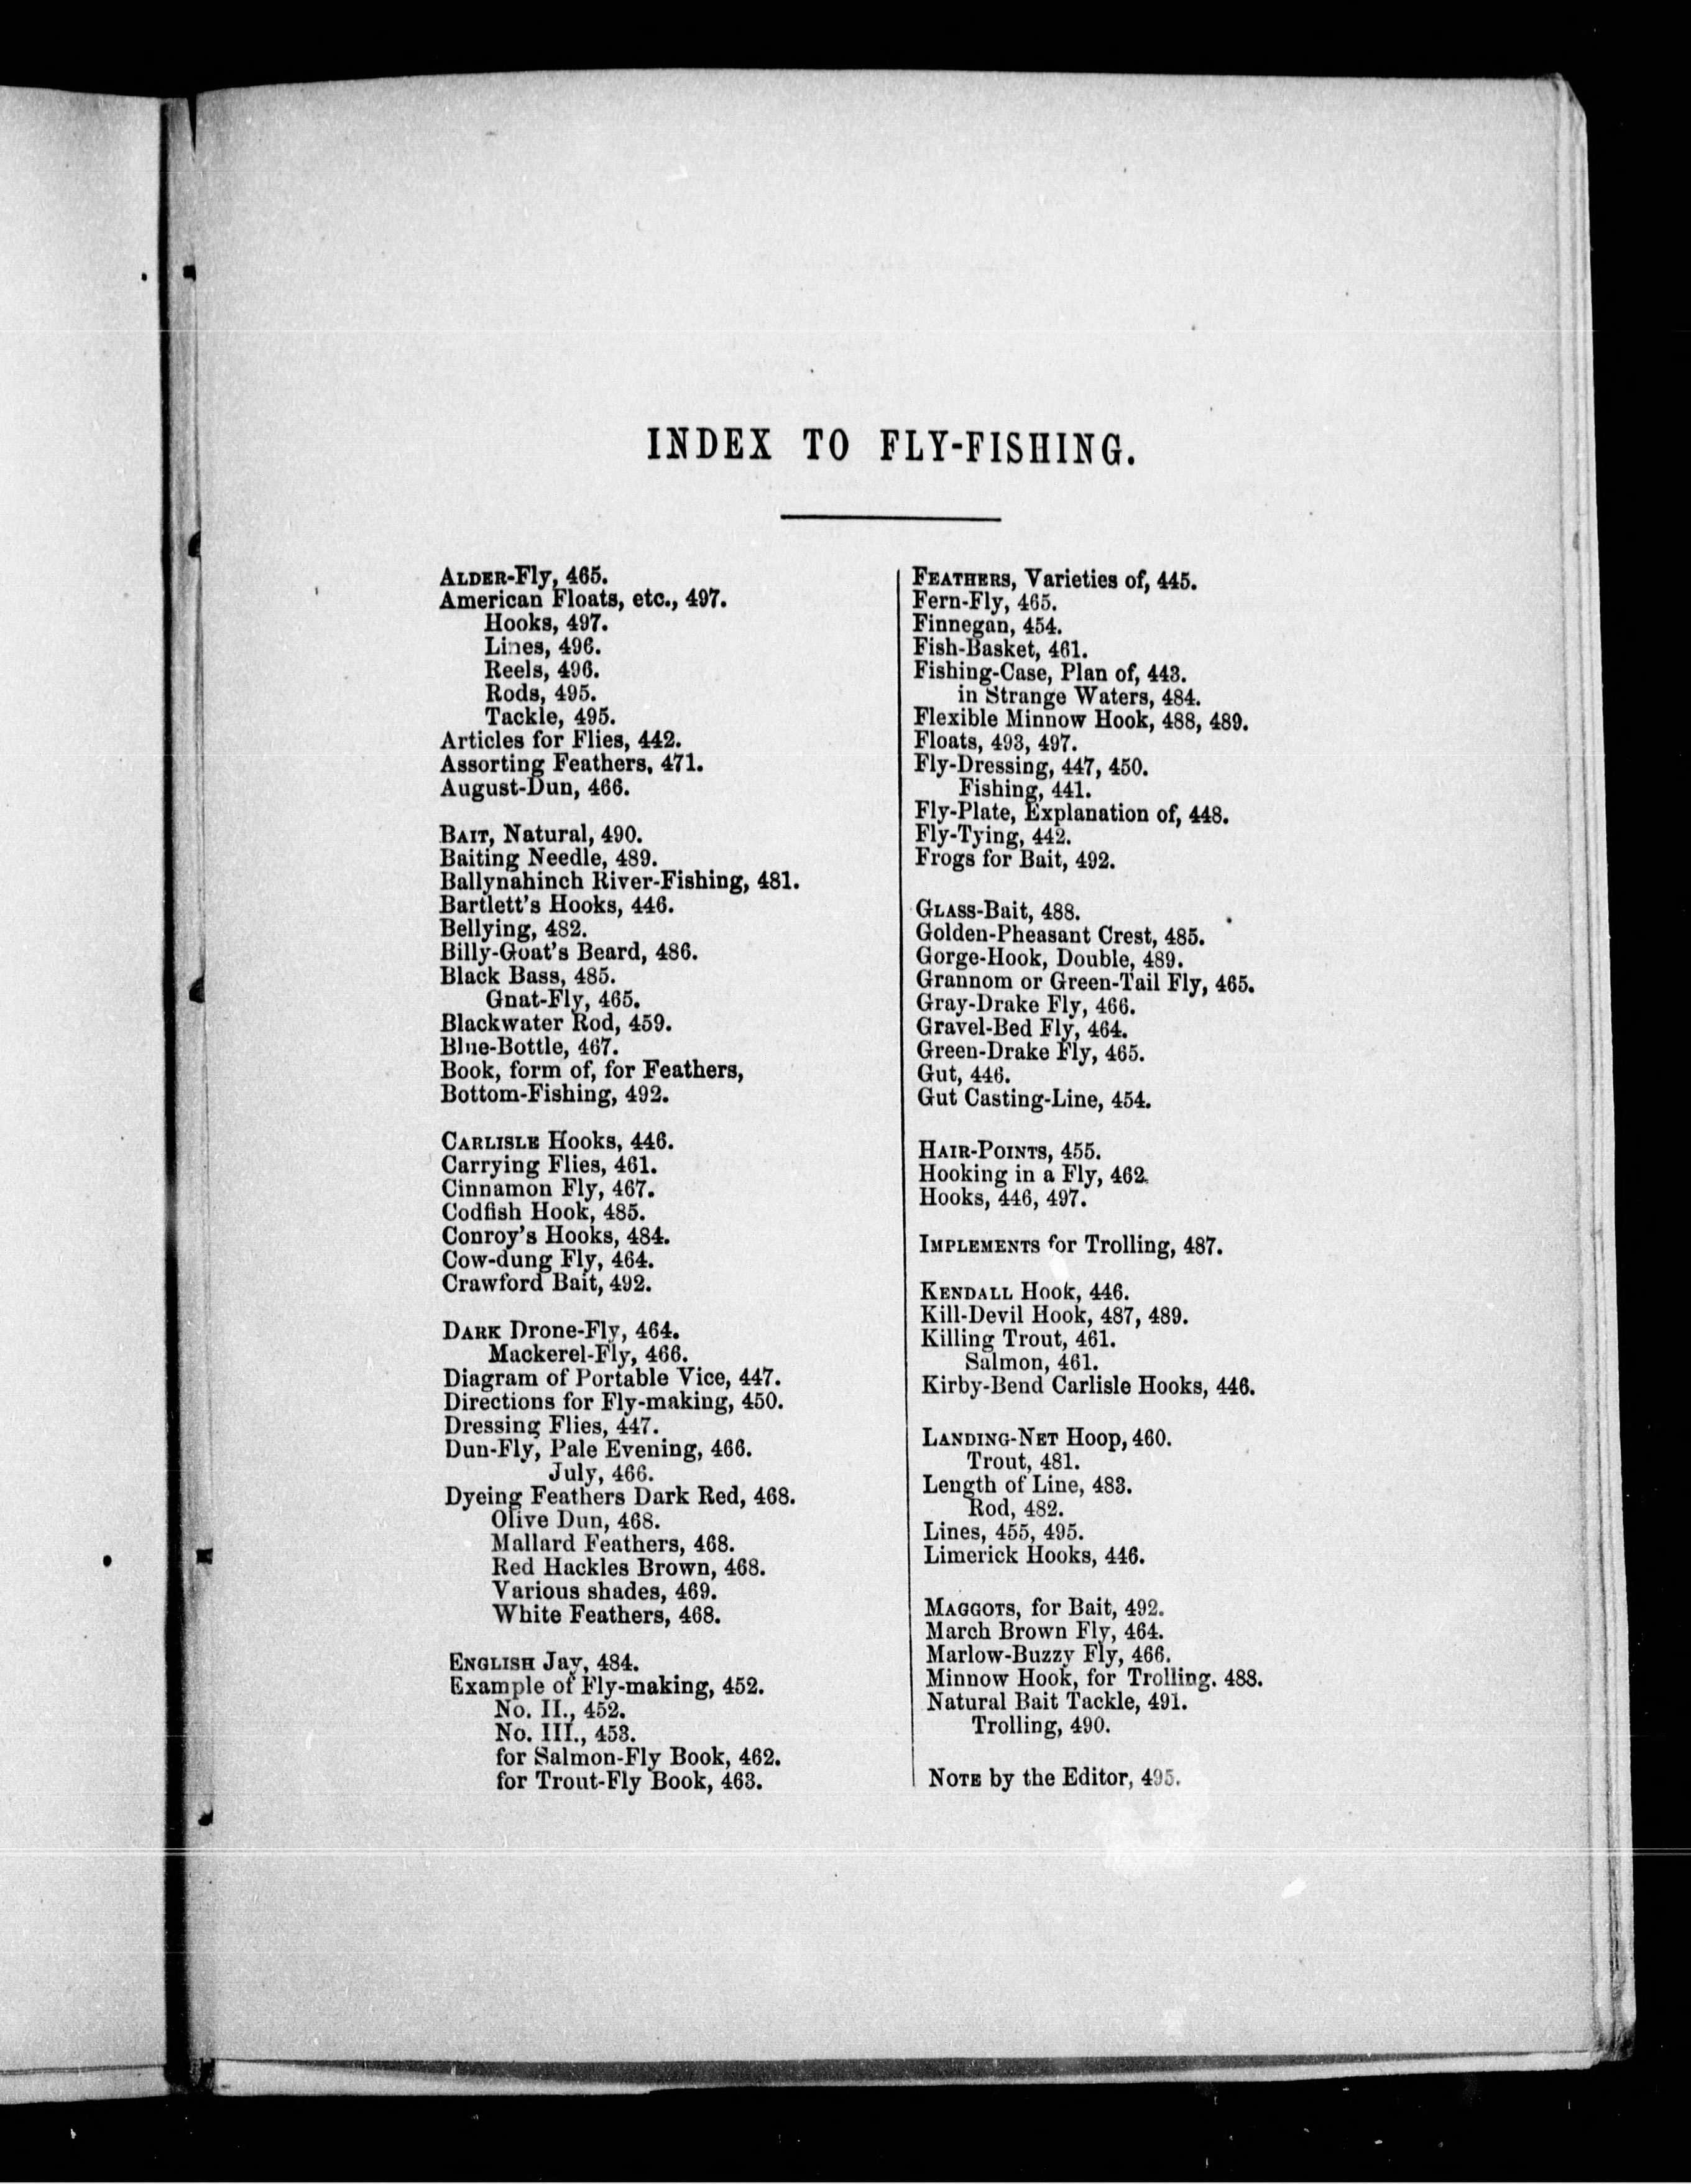 INDEX TO FLY-FISHING.
ALDER-Fly, 465.
American Floats, etc., 497.
Hooks, 497.
Lines, 496.
Reels, 496.
Rods, 495.
Tackle, 495.
Articles for Flies, 442.
Assorting Feathers, 471.
August-Dun, 466.
BAIT, Natural, 490.
Baiting Needle, 489.
Ballynahinch River-Fishing, 481.
Bartlett's Hooks, 446.
Bellying, 482.
Billy-Goat's Beard, 486.
Black Bass, 485.
Gnat-Fly, 465.
Blackwater Rod, 459.
Blue-Bottle, 467.
Book, form of, for Feathers,
Bottom-Fishing, 492.
CARLISLE Hooks, 446.
Carrying Flies, 461.
Cinnamon Fly, 467.
Codfish Hook, 485.
Conroy's Hooks, 484.
Cow-dung Fly, 464.
Crawford Bait, 492.
DARK Drone-Fly, 464.
Mackerel-Fly, 466.
Diagram of Portable Vice, 447.
Directions for Fly-making, 450.
Dressing Flies, 447.
Dun-Fly, Pale Evening, 466.
July, 466.
Dyeing Feathers Dark Red, 468.
Olive Dun, 468.
Mallard Feathers, 468.
Red Hackles Brown, 468.
Various shades, 469.
White Feathers, 468.
ENGLISH Jay, 484.
Example of Fly-making, 452.
No. II., 452.
No. III., 453.
for Salmon-Fly Book, 462.
for Trout-Fly Book, 463.
FEATHERS, Varieties of, 445.
Fern-Fly, 465.
Finnegan, 454.
Fish-Basket, 461.
Fishing-Case, Plan of, 443.
in Strange Waters, 484.
Flexible Minnow Hook, 488, 489.
Floats, 493, 497.
Fly-Dressing, 447, 450.
Fishing, 441.
Fly-Plate, Explanation of, 448.
Fly-Tying, 442.
Frogs for Bait, 492.
GLASS-Bait, 488.
Golden-Pheasant Crest, 485.
Gorge-Hook, Double, 489.
Grannom or Green-Tail Fly, 465.
Gray-Drake Fly, 466.
Gravel-Bed Fly, 464.
Green-Drake Fly, 465.
Gut, 446.
Gut Casting-Line, 454.
HAIR-POINTS, 455.
Hooking in a Fly, 462.
Hooks, 446, 497.
IMPLEMENTS for Trolling, 487.
KENDALL Hook, 446.
Kill-Devil Hook, 487, 489.
Killing Trout, 461.
Salmon, 461.
Kirby-Bend Carlisle Hooks, 446.
LANDING-NET Hoop, 460.
Trout, 481.
Length of Line, 483.
Rod, 482.
Lines, 455, 495.
Limerick Hooks, 446.
MAGGOTS, for Bait, 492.
March Brown Fly, 464.
Marlow-Buzzy Fly, 466.
Minnow Hook, for Trolling. 488.
Natural Bait Tackle, 491.
Trolling, 490.
NOTE by the Editor, 495.